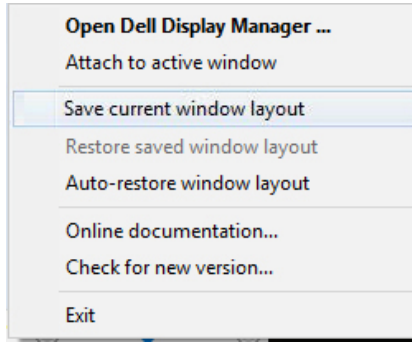 Open Dell Display Manager ...
Attach to active window
Save current window layout
Restore saved window layout
Auto-restore window layout
Online documentation...
Check for new version...
Exit